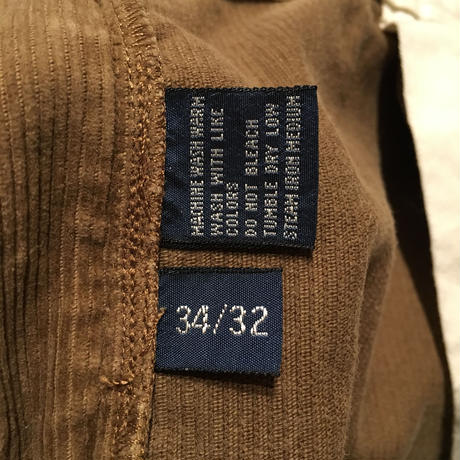 MACHINE WASH WARM
WASH WITH LIKE
COLORS
DO NOT BLEACH
TUMBLE DRY LOW
STEAM IRON MEDIUM
34/32